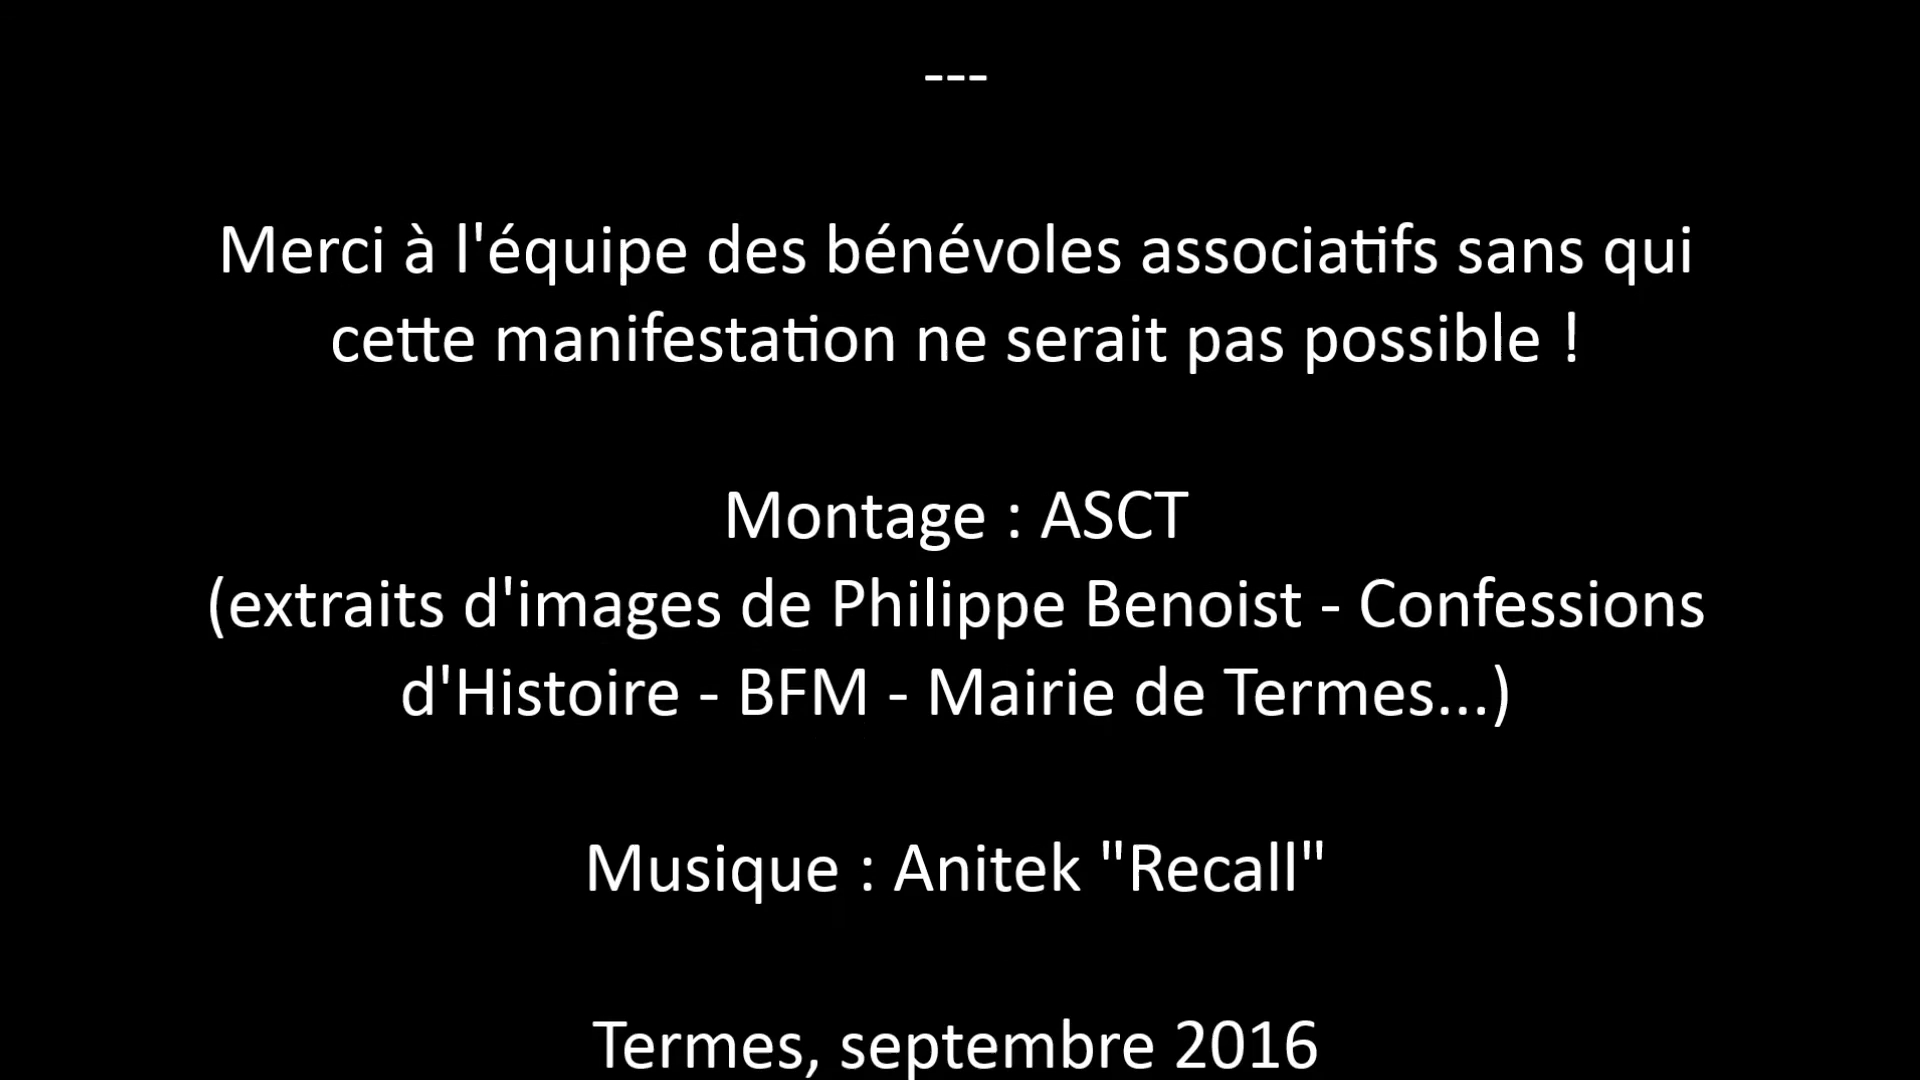 ---
Merci à l'équipe des bénévoles associatifs sans qui
cette manifestation ne serait pas possible !
Montage : ASCT
(extraits d'images de Philippe Benoist - Confessions
d'Histoire - BFM - Mairie de Termes...)
Musique : Anitek "Recall"
Termes, septembre 2016